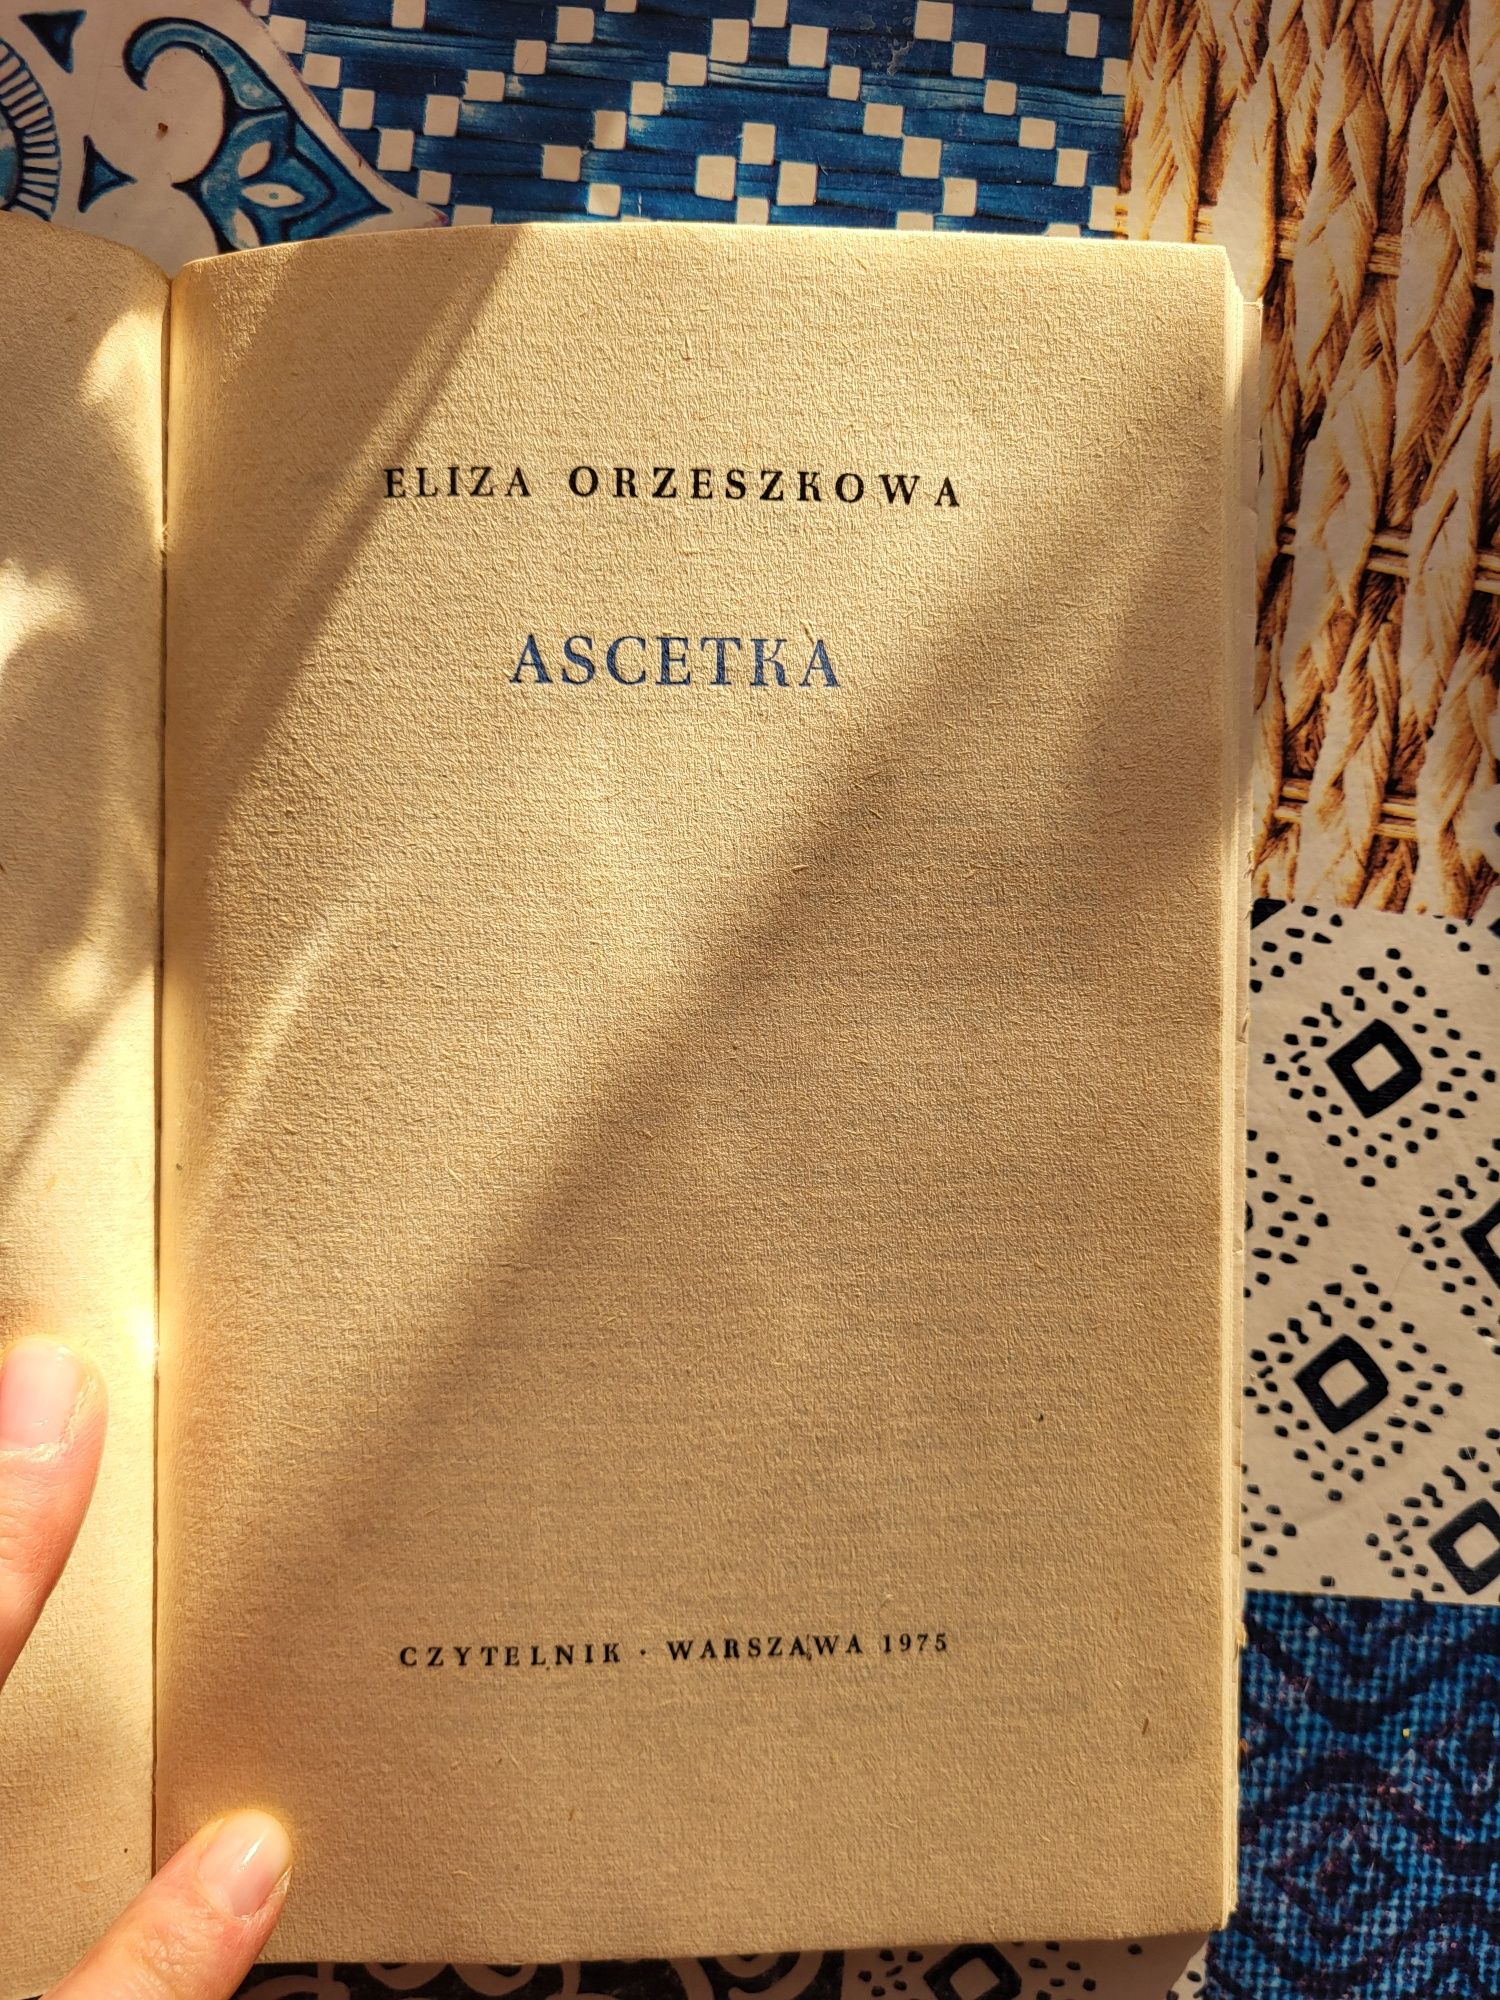 ELIZA ORZESZKOWA
ASCETKA
CZYTELNIK · WARSZAWA 1975